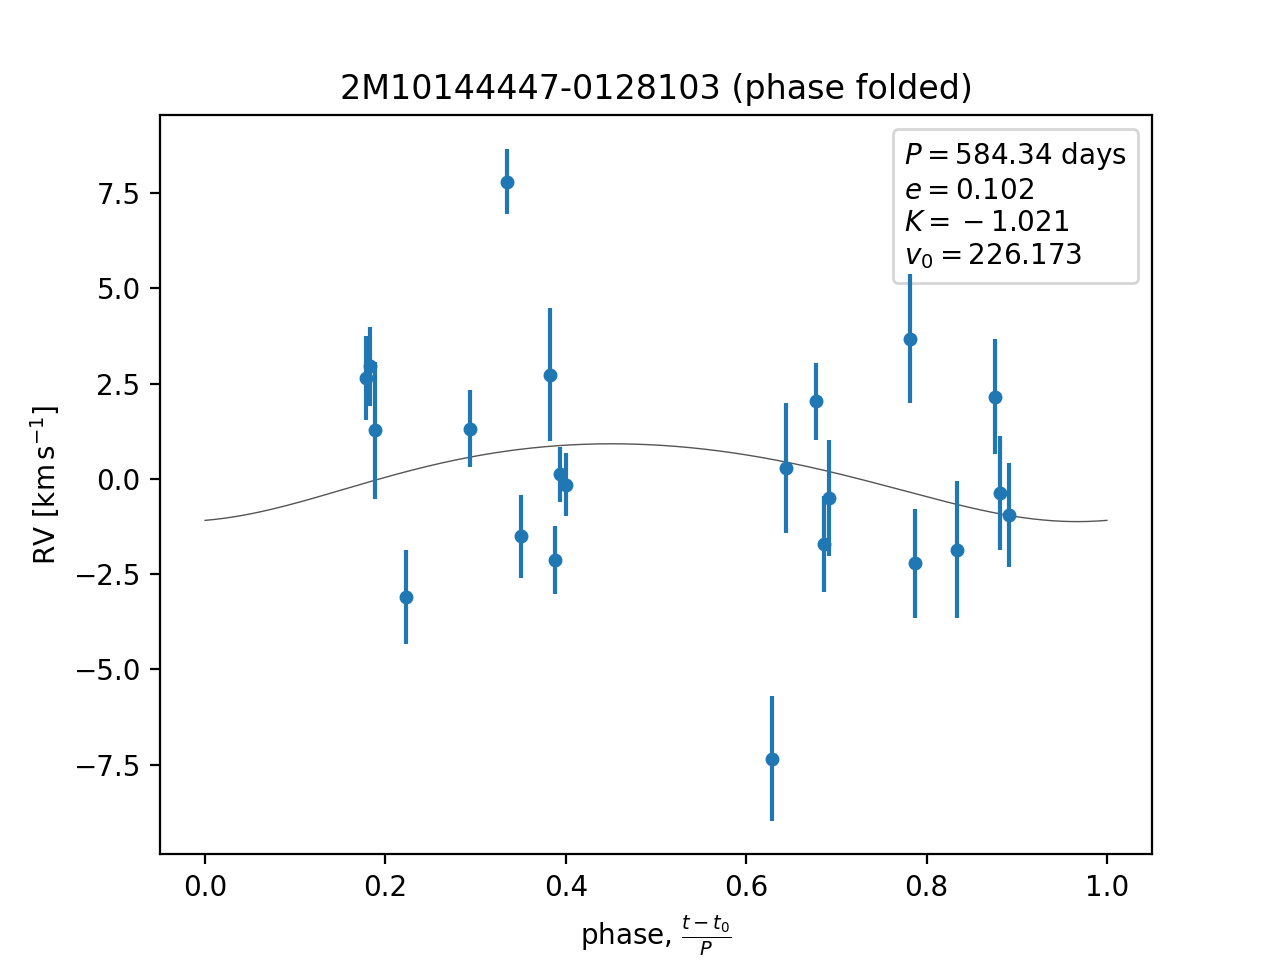 2M10144447-0128103 (phase folded)
P = 584.34 days
e = 0.102
K = −1.021
v₀ = 226.173
7.5
5.0
2.5
0.0
−2.5
−5.0
−7.5
RV [km s⁻¹]
0.0 0.2 0.4 0.6 0.8 1.0
phase, (t − t₀)/P